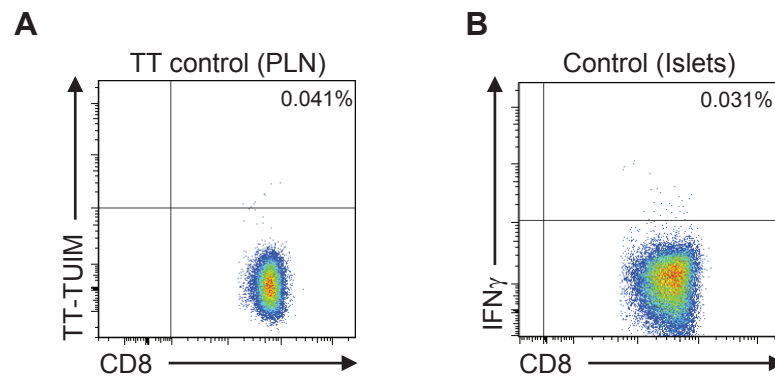 A
TT control (PLN)
0.041%
TT-TUIM
CD8
B
Control (Islets)
0.031%
IFNγ
CD8